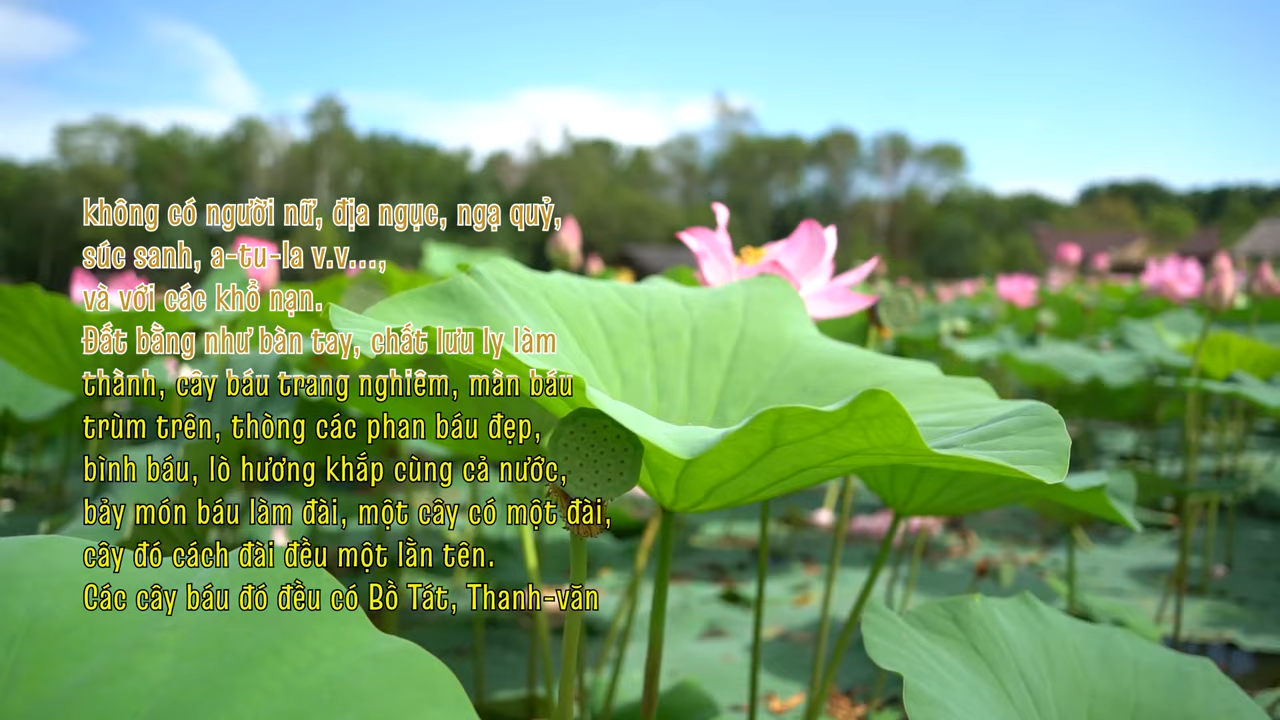 không có người nữ, địa ngục, ngạ quỷ,
súc sanh, a-tu-la v.v...,
và với các khổ nạn.
Đất bằng như bàn tay, chất lưu ly làm
thành, cây báu trang nghiêm, màn báu
trùm trên, thòng các phan báu đẹp,
bình báu, lò hương khắp cùng cả nước,
bảy món báu làm đài, một cây có một đài,
cây đó cách đài đều một lằn tên.
Các cây báu đó đều có Bồ Tát, Thanh-văn